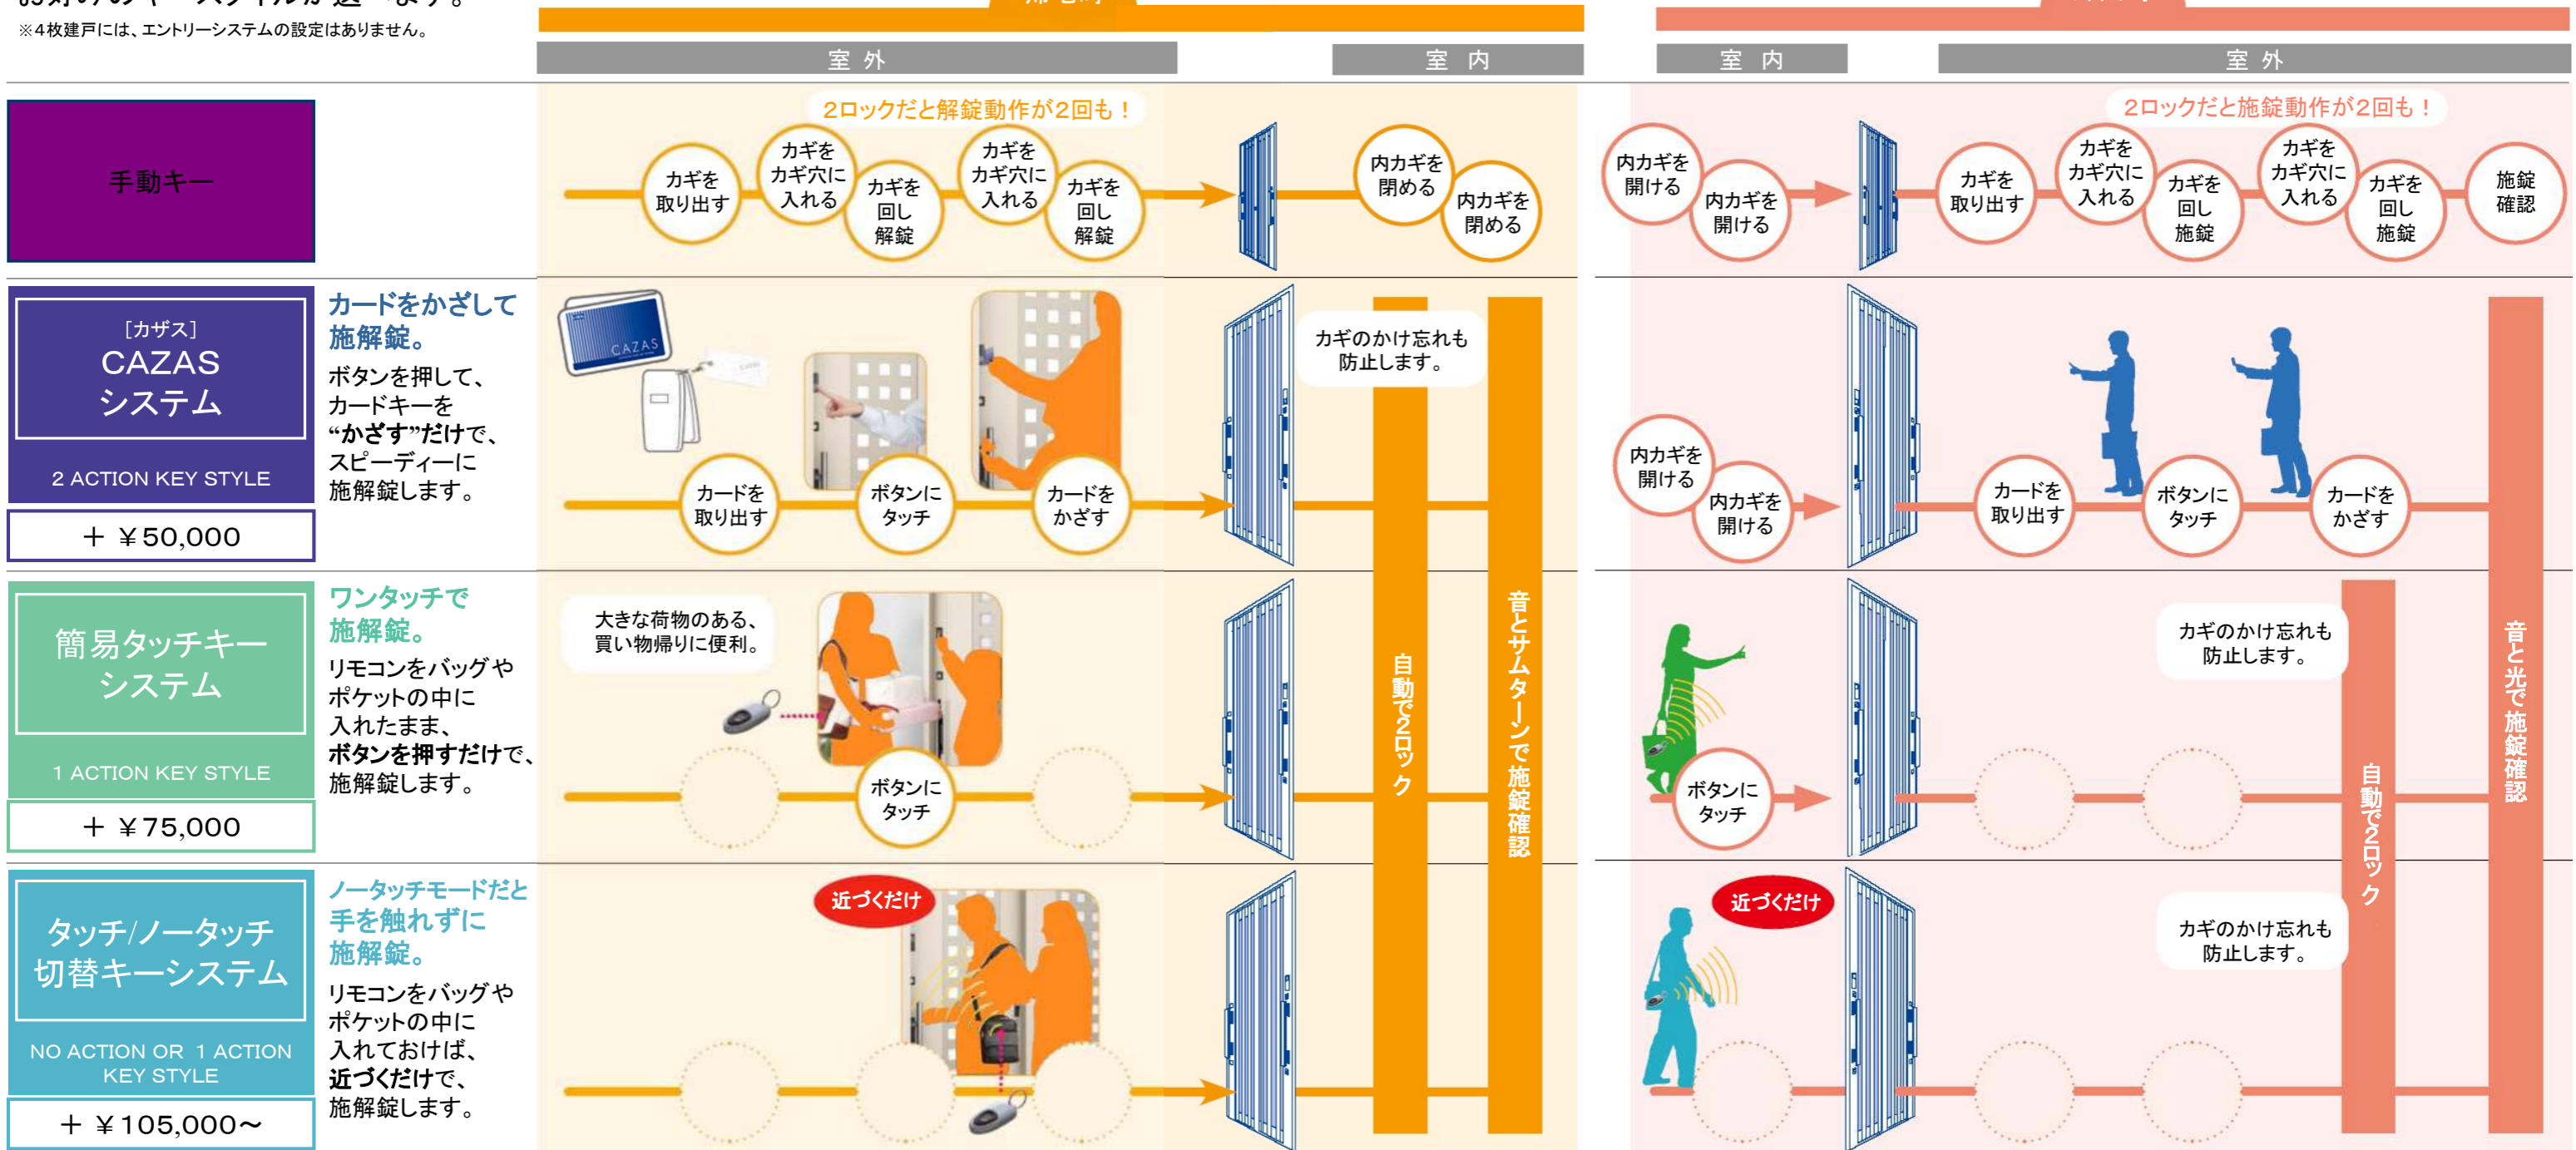 ※4枚建戸には、エントリーシステムの設定はありません。
室 外
室 内
室 内
室 外
手動キー
2ロックだと解錠動作が2回も！
カギを
取り出す
カギを
カギ穴に
入れる
カギを
回し
解錠
カギを
カギ穴に
入れる
カギを
回し
解錠
内カギを
閉める
内カギを
閉める
内カギを
開ける
内カギを
開ける
2ロックだと施錠動作が2回も！
カギを
取り出す
カギを
カギ穴に
入れる
カギを
回し
施錠
カギを
カギ穴に
入れる
カギを
回し
施錠
施錠
確認
［カザス］
CAZAS
システム
2 ACTION KEY STYLE
＋ ￥50,000
カードをかざして
施解錠。
ボタンを押して、
カードキーを
“かざす”だけで、
スピーディーに
施解錠します。
CAZAS
カードを
取り出す
ボタンに
タッチ
カードを
かざす
カギのかけ忘れも
防止します。
内カギを
開ける
内カギを
開ける
カードを
取り出す
ボタンに
タッチ
カードを
かざす
簡易タッチキー
システム
1 ACTION KEY STYLE
＋ ￥75,000
ワンタッチで
施解錠。
リモコンをバッグや
ポケットの中に
入れたまま、
ボタンを押すだけで、
施解錠します。
大きな荷物のある、
買い物帰りに便利。
ボタンに
タッチ
自動で2ロック
音とサムターンで施錠確認
ボタンに
タッチ
カギのかけ忘れも
防止します。
自動で2ロック
音と光で施錠確認
タッチ/ノータッチ
切替キーシステム
NO ACTION OR 1 ACTION
KEY STYLE
＋ ￥105,000～
ノータッチモードだと
手を触れずに
施解錠。
リモコンをバッグや
ポケットの中に
入れておけば、
近づくだけで、
施解錠します。
近づくだけ
近づくだけ
カギのかけ忘れも
防止します。